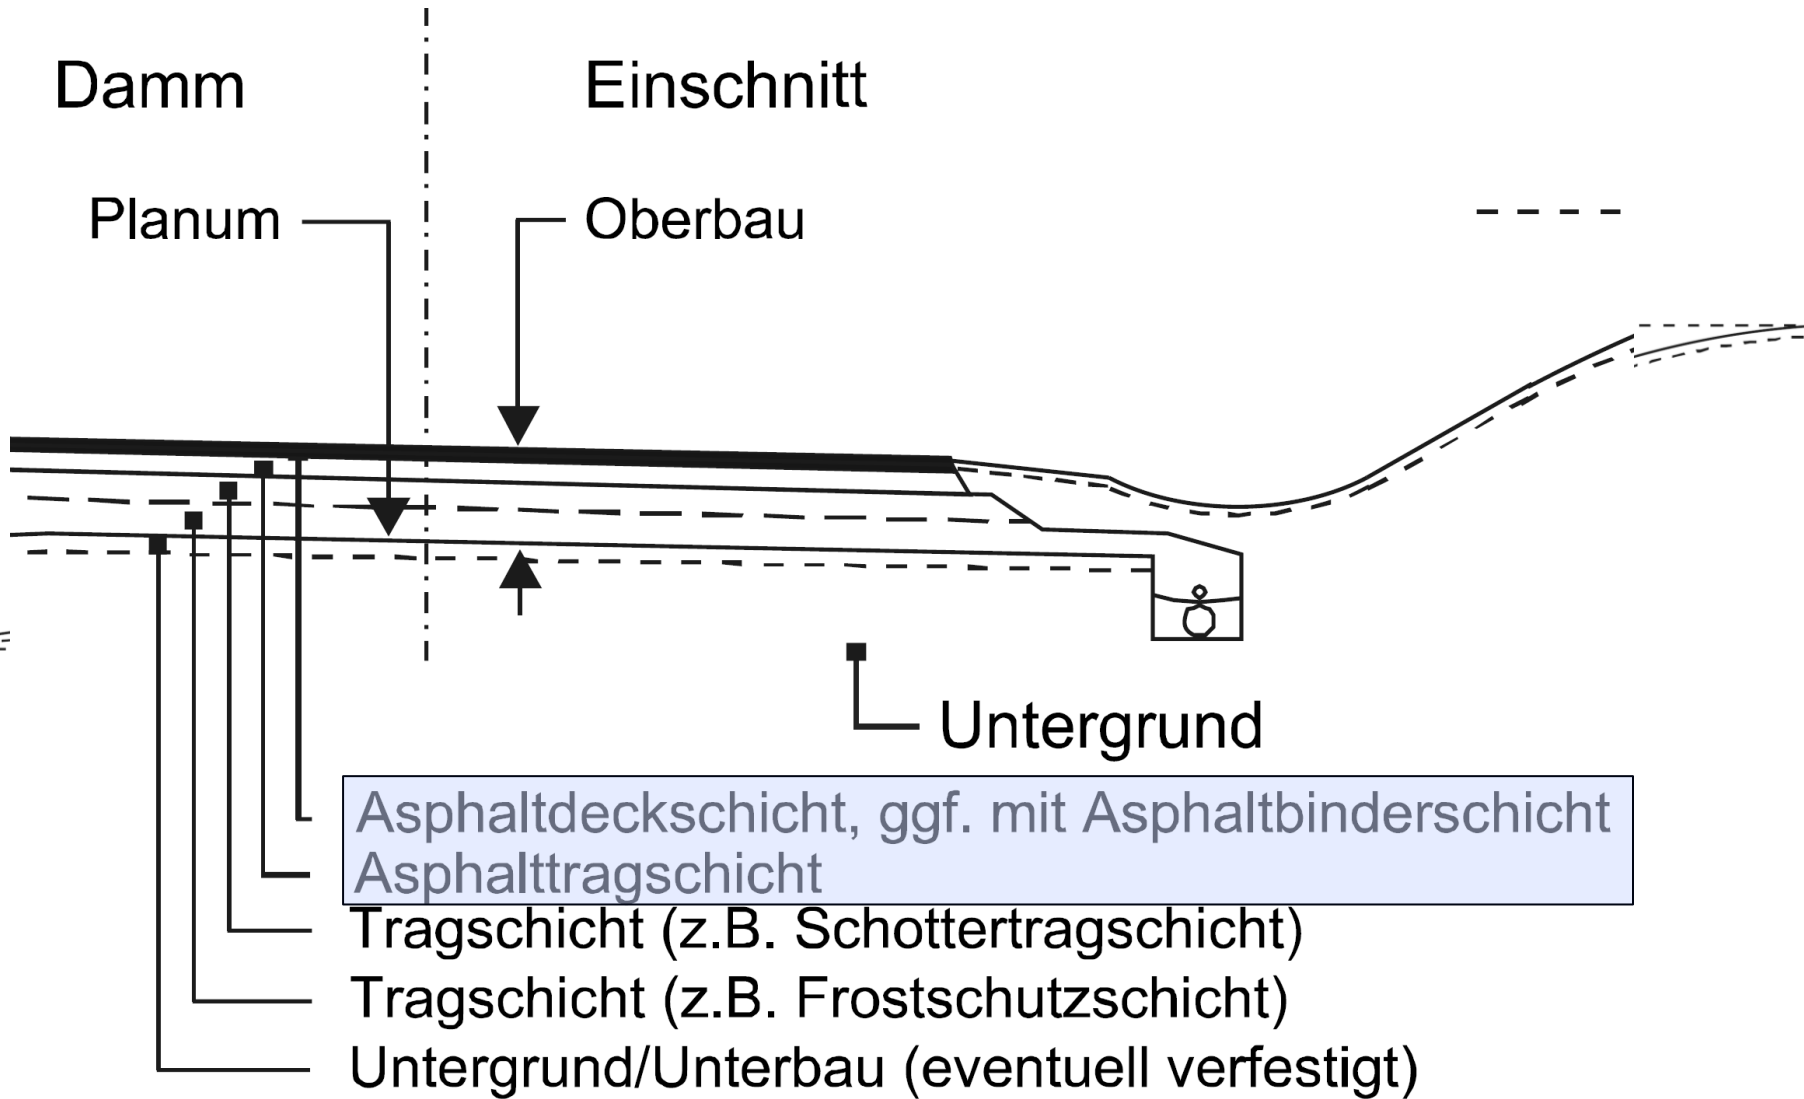 Damm
Einschnitt
Planum
Oberbau
Untergrund
Asphaltdeckschicht, ggf. mit Asphaltbinderschicht
Asphalttragschicht
Tragschicht (z.B. Schottertragschicht)
Tragschicht (z.B. Frostschutzschicht)
Untergrund/Unterbau (eventuell verfestigt)